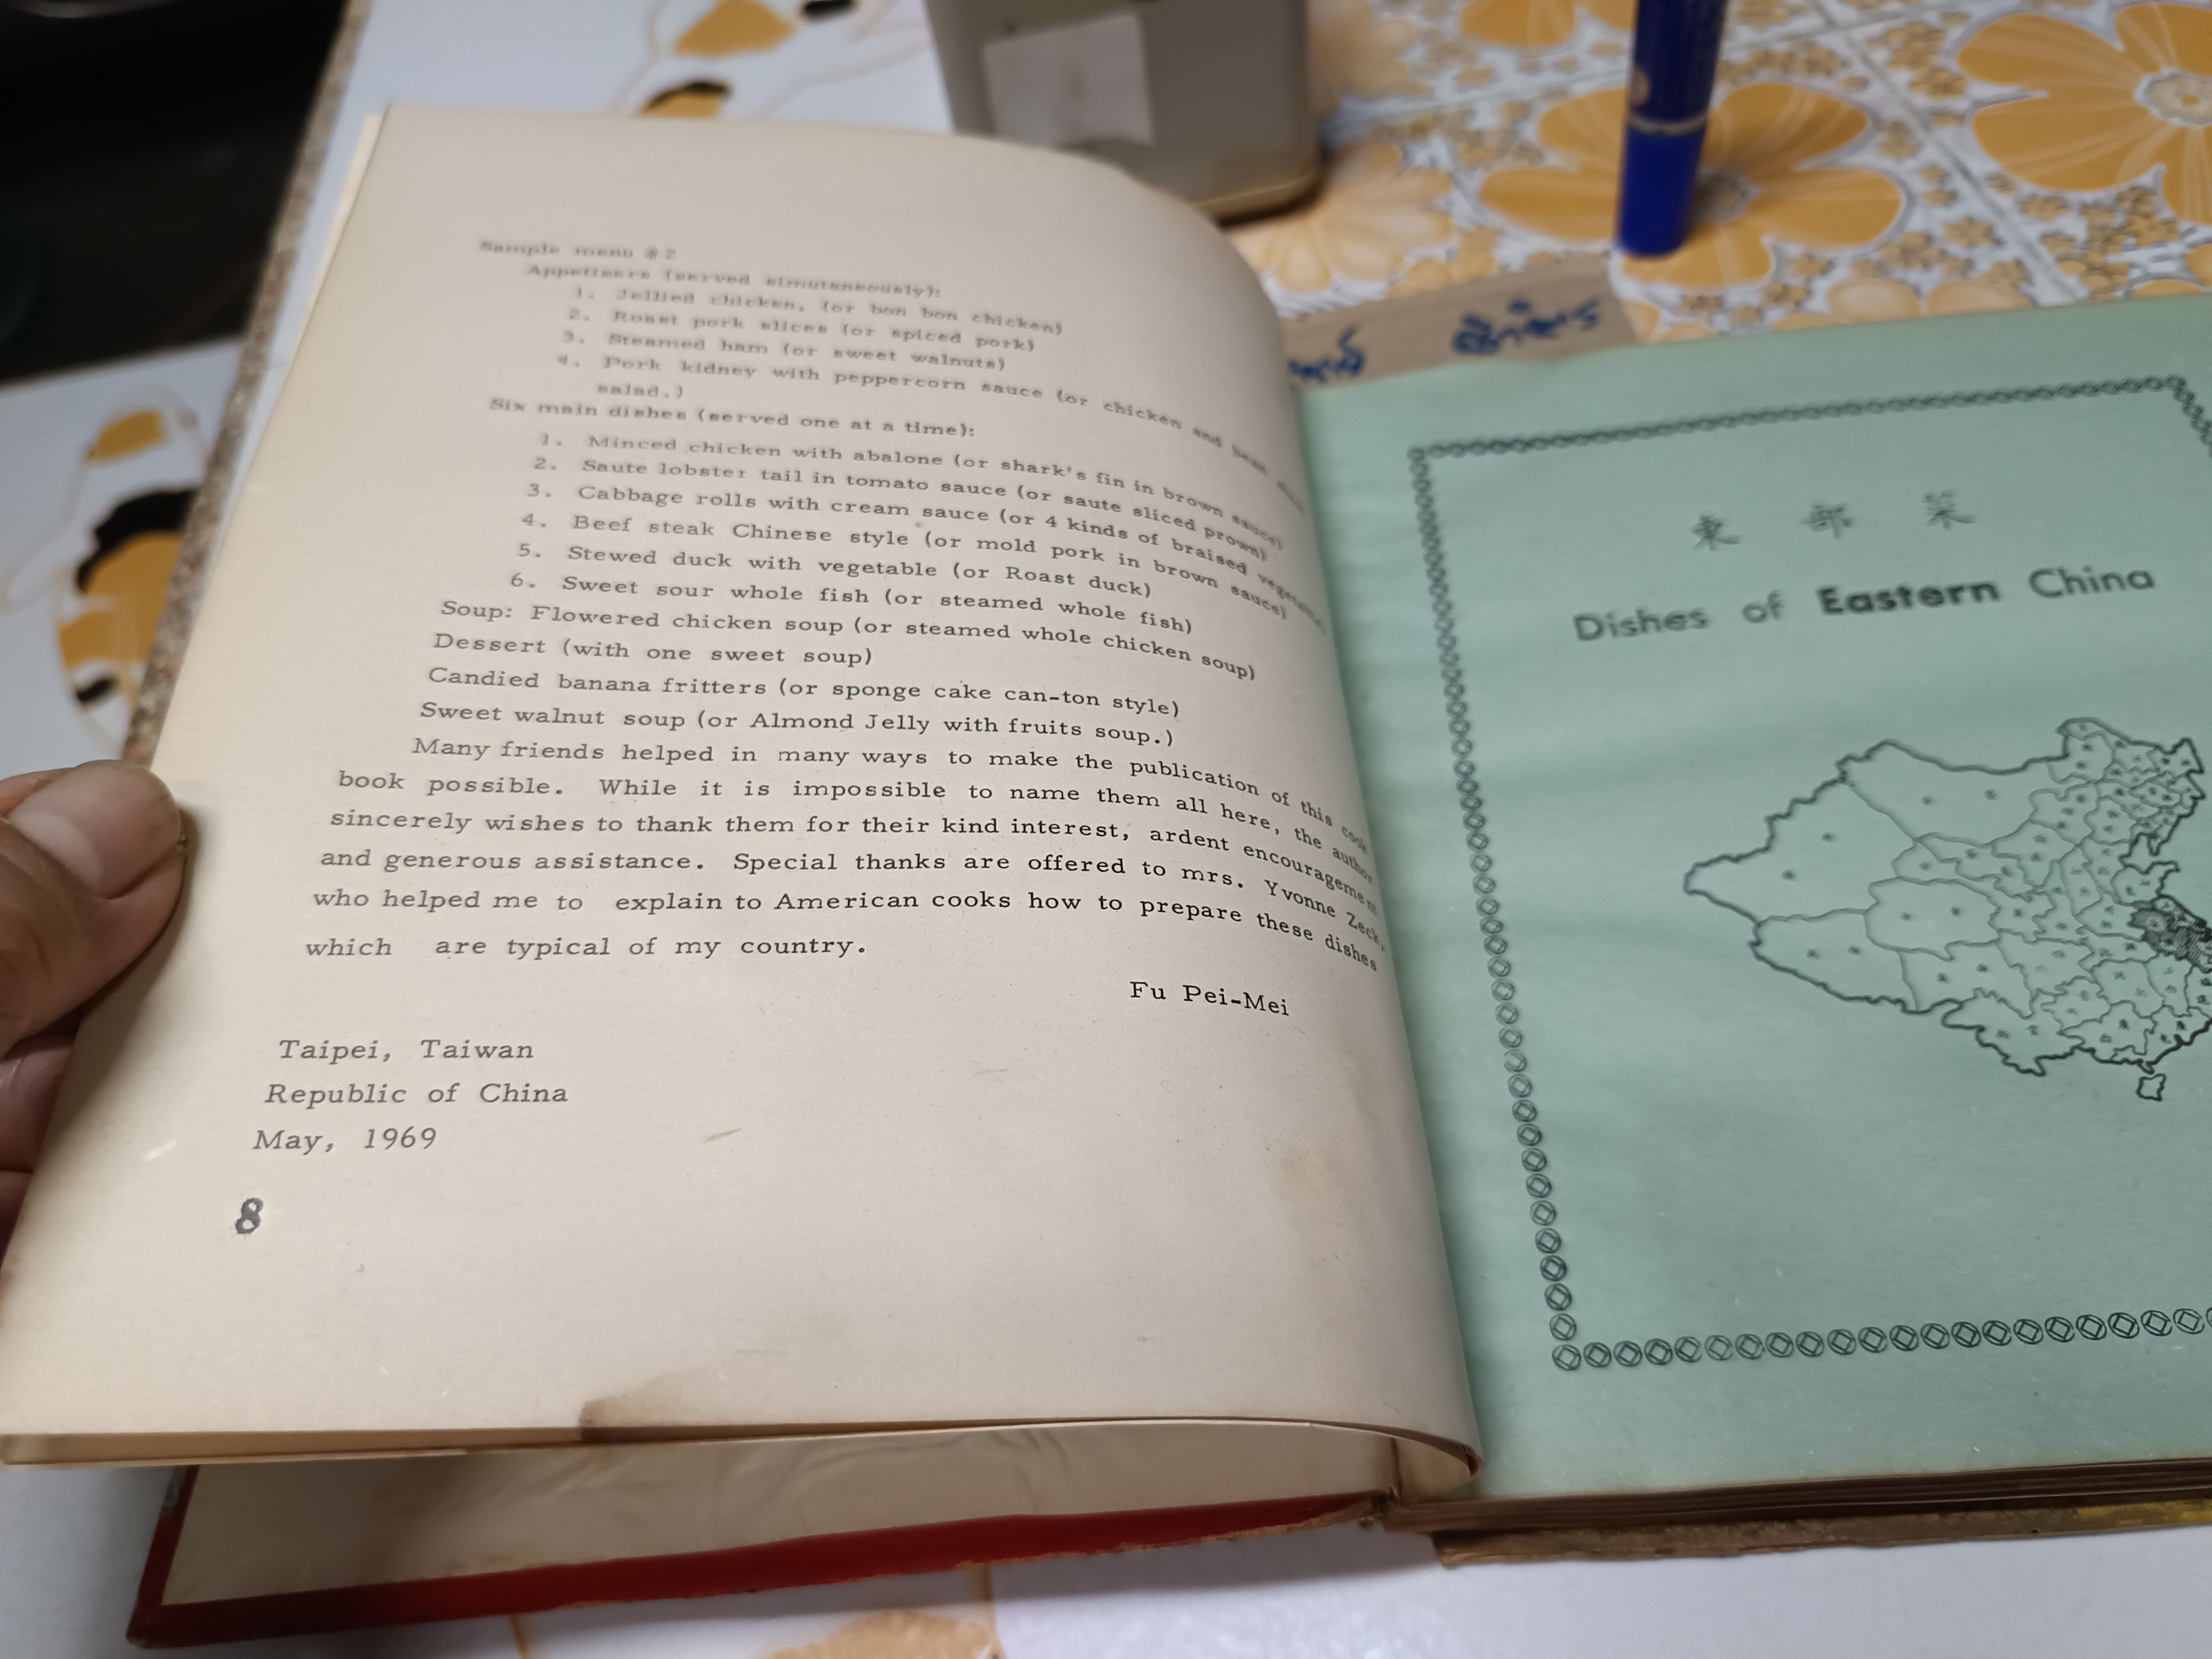 Sample menu #2
Appetisers (served simutaneously):
1. Jellied chicken, (or bon bon chicken)
2. Roast pork slices (or spiced pork)
3. Steamed ham (or sweet walnuts)
4. Pork kidney with peppercorn sauce (or chicken and bean
salad.)
Six main dishes (served one at a time):
1. Minced chicken with abalone (or shark's fin in brown sauce)
2. Saute lobster tail in tomato sauce (or saute sliced prown)
3. Cabbage rolls with cream sauce (or 4 kinds of braised
4. Beef steak Chinese style (or mold pork in brown sauce)
5. Stewed duck with vegetable (or Roast duck)
6. Sweet sour whole fish (or steamed whole fish)
Soup: Flowered chicken soup (or steamed whole chicken soup)
Dessert (with one sweet soup)
Candied banana fritters (or sponge cake can-ton style)
Sweet walnut soup (or Almond Jelly with fruits soup.)
Many friends helped in many ways to make the publication of this cook
book possible. While it is impossible to name them all here, the author
sincerely wishes to thank them for their kind interest, ardent encouragement
and generous assistance. Special thanks are offered to mrs. Yvonne Zeck,
who helped me to explain to American cooks how to prepare these dishes
which are typical of my country.
Fu Pei-Mei
Taipei, Taiwan
Republic of China
May, 1969
8
東部菜
Dishes of Eastern China